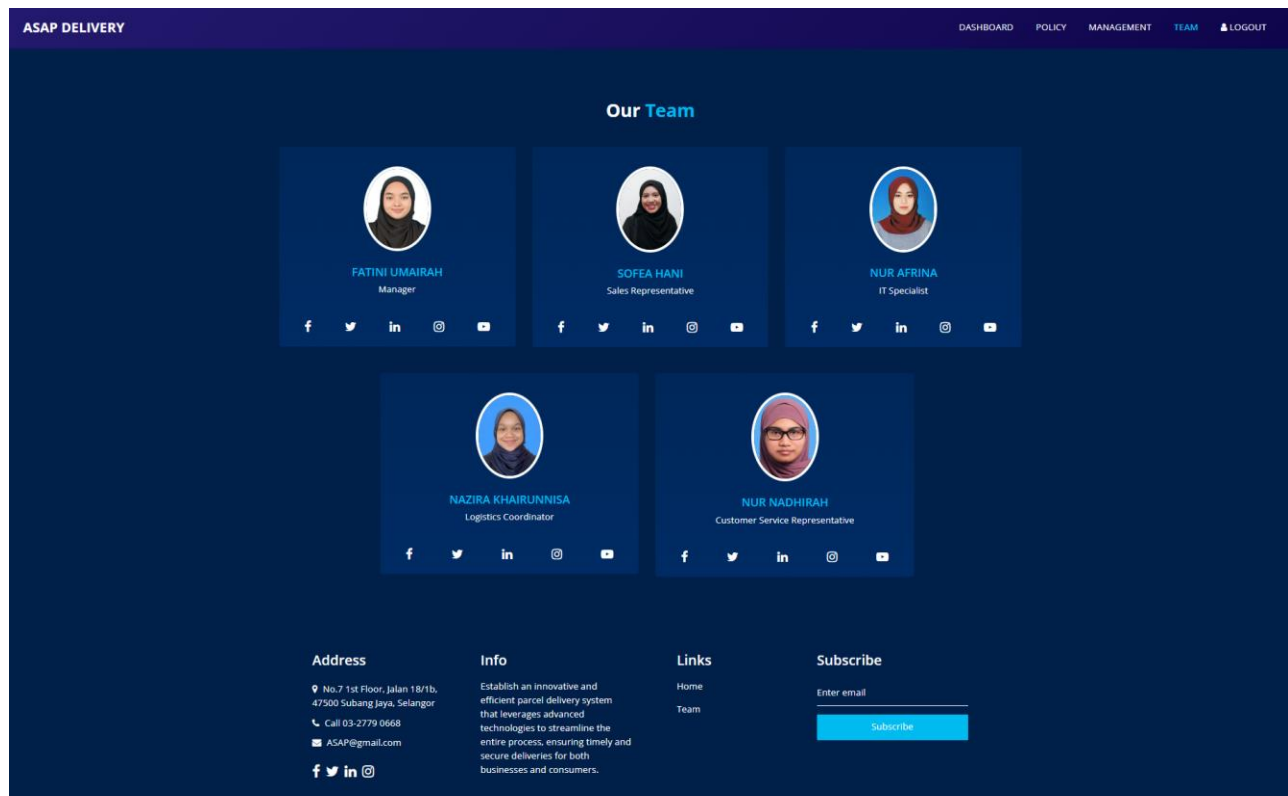 ASAP DELIVERY
DASHBOARD
POLICY
MANAGEMENT
TEAM
LOGOUT
Our Team
FATINI UMAIRAH
Manager
SOFEA HANI
Sales Representative
NUR AFRINA
IT Specialist
NAZIRA KHAIRUNNISA
Logistics Coordinator
NUR NADHIRAH
Customer Service Representative
Address
No.7 1st Floor, Jalan 18/1b,
47500 Subang Jaya, Selangor
Call 03-2779 0668
ASAP@gmail.com
Info
Establish an innovative and
efficient parcel delivery system
that leverages advanced
technologies to streamline the
entire process, ensuring timely and
secure deliveries for both
businesses and consumers.
Links
Home
Team
Subscribe
Enter email
Subscribe